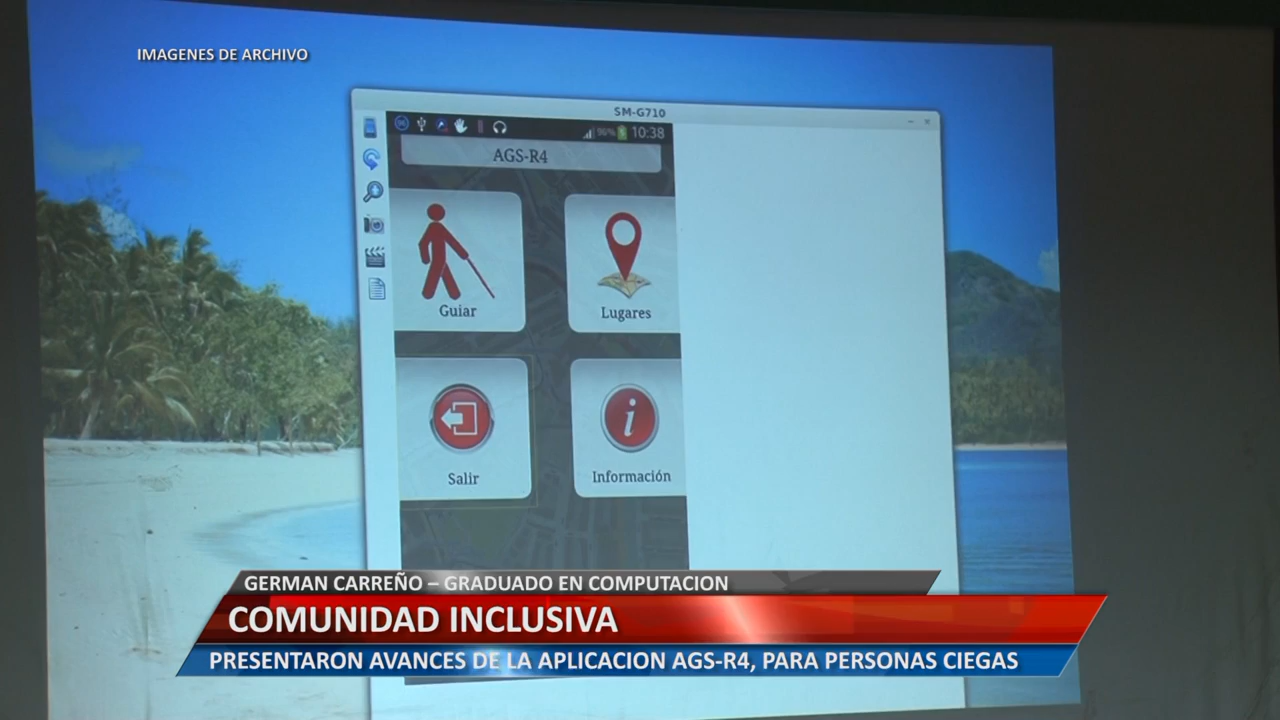 IMAGENES DE ARCHIVO
SM-G710
96% 10:38
AGS-R4
Guiar
Lugares
Salir
Información
GERMAN CARREÑO – GRADUADO EN COMPUTACION
COMUNIDAD INCLUSIVA
PRESENTARON AVANCES DE LA APLICACION AGS-R4, PARA PERSONAS CIEGAS